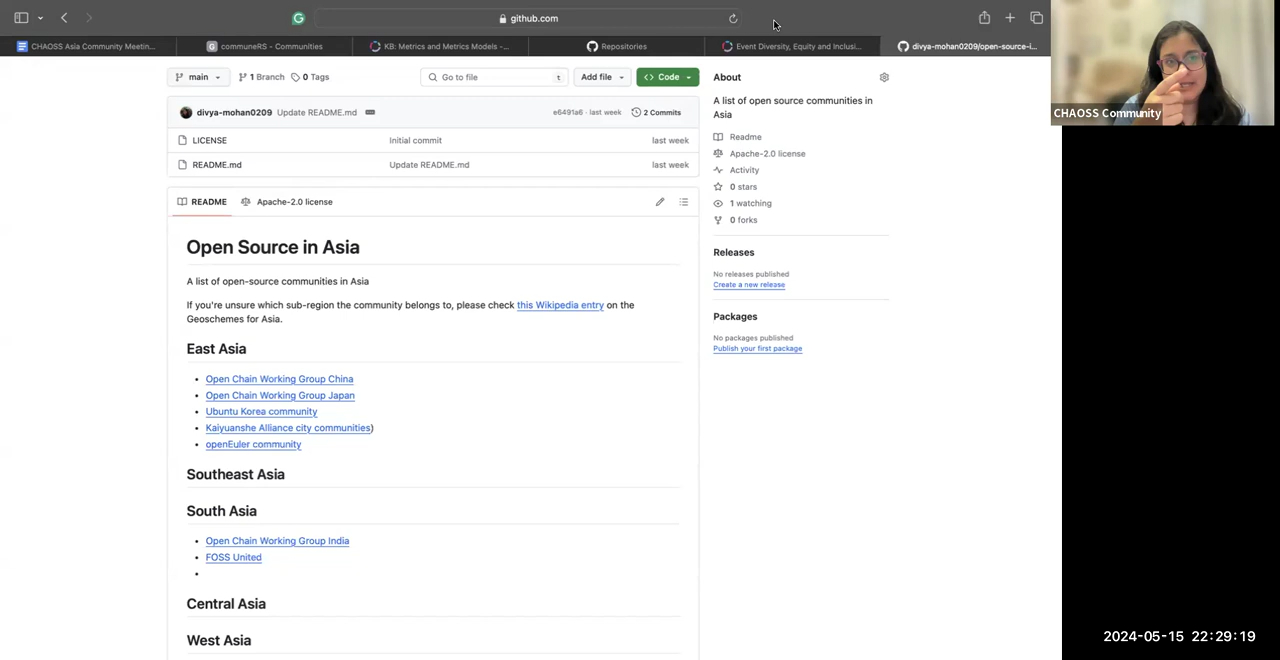 github.com
CHAOSS Asia Community Meetin...
communeRS - Communities
KB: Metrics and Metrics Models -...
Repositories
Event Diversity, Equity and Inclusi...
divya-mohan0209/open-source-i...
main
1 Branch
0 Tags
Go to file
t
Add file
Code
divya-mohan0209 Update README.md
e6491a6 · last week
2 Commits
LICENSE
Initial commit
last week
README.md
Update README.md
last week
README
Apache-2.0 license
Open Source in Asia
A list of open-source communities in Asia
If you're unsure which sub-region the community belongs to, please check this Wikipedia entry on the
Geoschemes for Asia.
East Asia
Open Chain Working Group China
Open Chain Working Group Japan
Ubuntu Korea community
Kaiyuanshe Alliance city communities)
openEuler community
Southeast Asia
South Asia
Open Chain Working Group India
FOSS United
Central Asia
West Asia
About
A list of open source communities in
Asia
Readme
Apache-2.0 license
Activity
0 stars
1 watching
0 forks
Releases
No releases published
Create a new release
Packages
No packages published
Publish your first package
CHAOSS Community
2024-05-15 22:29:19